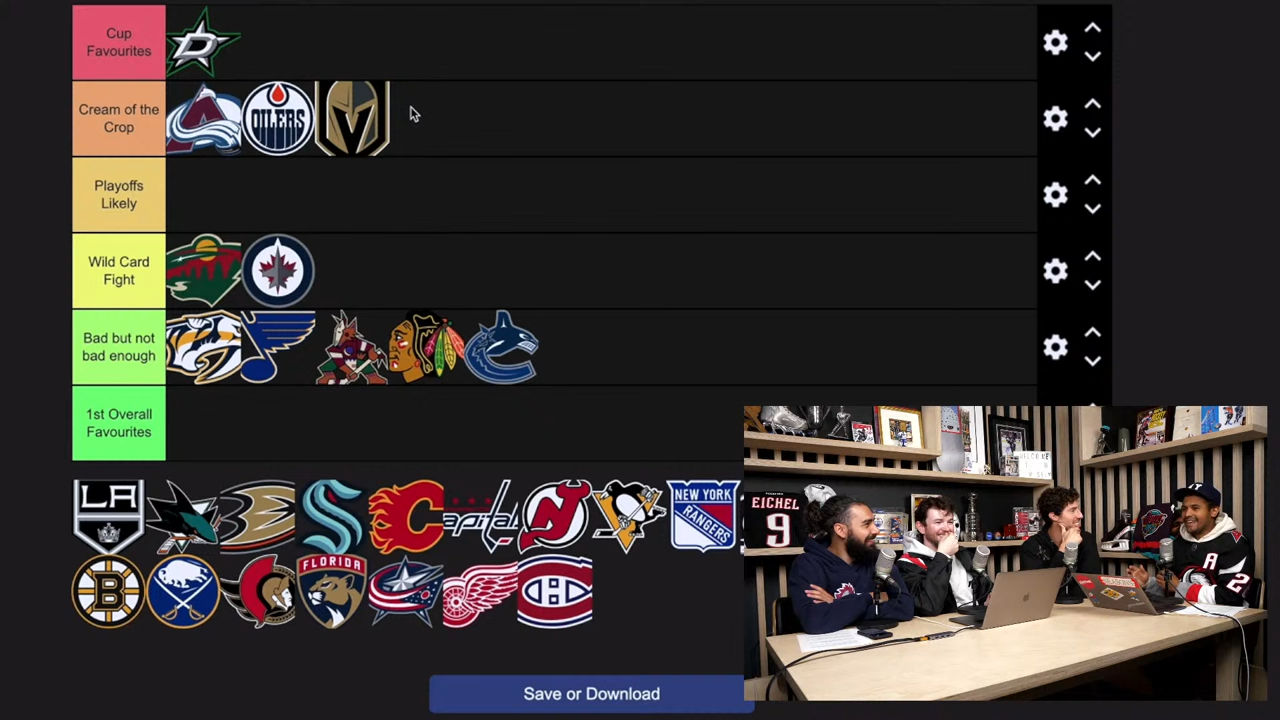 Cup
Favourites
Cream of the
Crop
OILERS
Playoffs
Likely
Wild Card
Fight
Bad but not
bad enough
1st Overall
Favourites
LA
Capitals
NEW YORK
RANGERS
FLORIDA
EICHEL
9
A
2
Save or Download